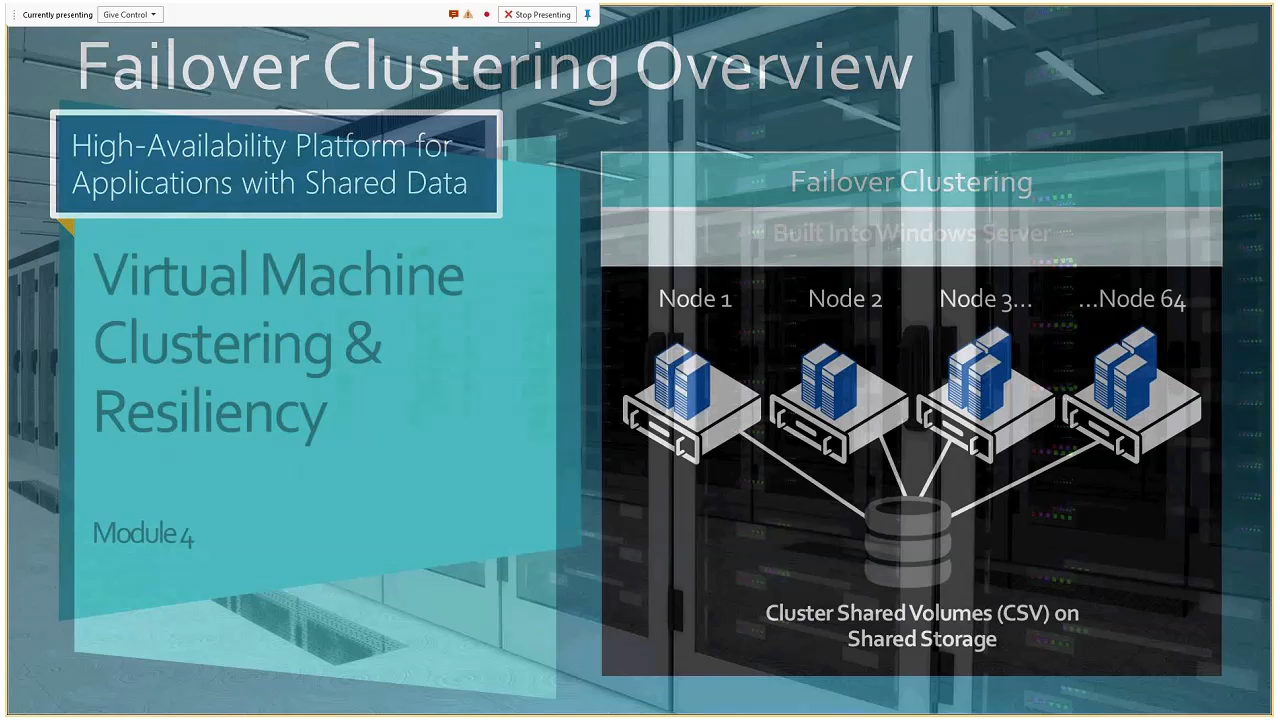 Currently presenting
Give Control
Stop Presenting
Failover Clustering Overview
High-Availability Platform for
Applications with Shared Data
Virtual Machine
Clustering &
Resiliency
Module 4
Failover Clustering
Built Into Windows Server
Node 1
Node 2
Node 3...
...Node 64
Cluster Shared Volumes (CSV) on
Shared Storage